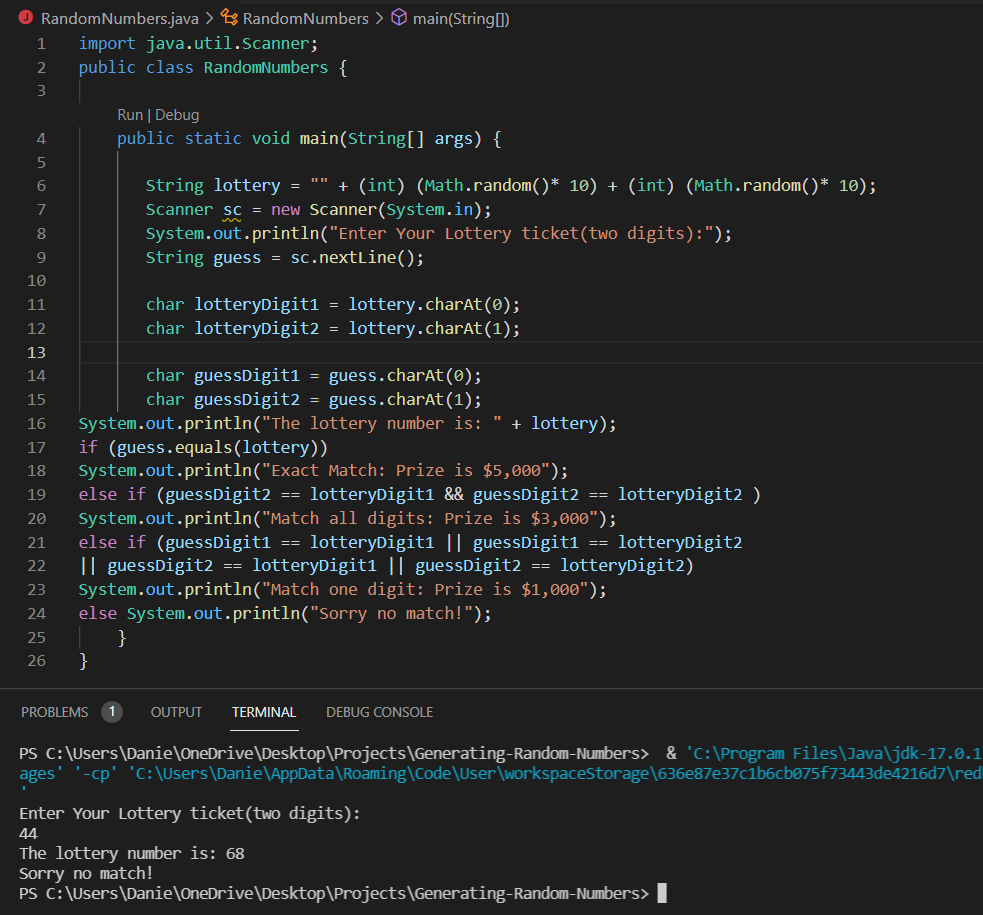 RandomNumbers.java > RandomNumbers > main(String[])
1 import java.util.Scanner;
2 public class RandomNumbers {
3
Run | Debug
4 public static void main(String[] args) {
5
6 String lottery = "" + (int) (Math.random()* 10) + (int) (Math.random()* 10);
7 Scanner sc = new Scanner(System.in);
8 System.out.println("Enter Your Lottery ticket(two digits):");
9 String guess = sc.nextLine();
10
11 char lotteryDigit1 = lottery.charAt(0);
12 char lotteryDigit2 = lottery.charAt(1);
13
14 char guessDigit1 = guess.charAt(0);
15 char guessDigit2 = guess.charAt(1);
16 System.out.println("The lottery number is: " + lottery);
17 if (guess.equals(lottery))
18 System.out.println("Exact Match: Prize is $5,000");
19 else if (guessDigit2 == lotteryDigit1 && guessDigit2 == lotteryDigit2 )
20 System.out.println("Match all digits: Prize is $3,000");
21 else if (guessDigit1 == lotteryDigit1 || guessDigit1 == lotteryDigit2
22 || guessDigit2 == lotteryDigit1 || guessDigit2 == lotteryDigit2)
23 System.out.println("Match one digit: Prize is $1,000");
24 else System.out.println("Sorry no match!");
25 }
26 }
PROBLEMS 1 OUTPUT TERMINAL DEBUG CONSOLE
PS C:\Users\Danie\OneDrive\Desktop\Projects\Generating-Random-Numbers> & 'C:\Program Files\Java\jdk-17.0.1
ages' '-cp' 'C:\Users\Danie\AppData\Roaming\Code\User\workspaceStorage\636e87e37c1b6cb075f73443de4216d7\red
'
Enter Your Lottery ticket(two digits):
44
The lottery number is: 68
Sorry no match!
PS C:\Users\Danie\OneDrive\Desktop\Projects\Generating-Random-Numbers>